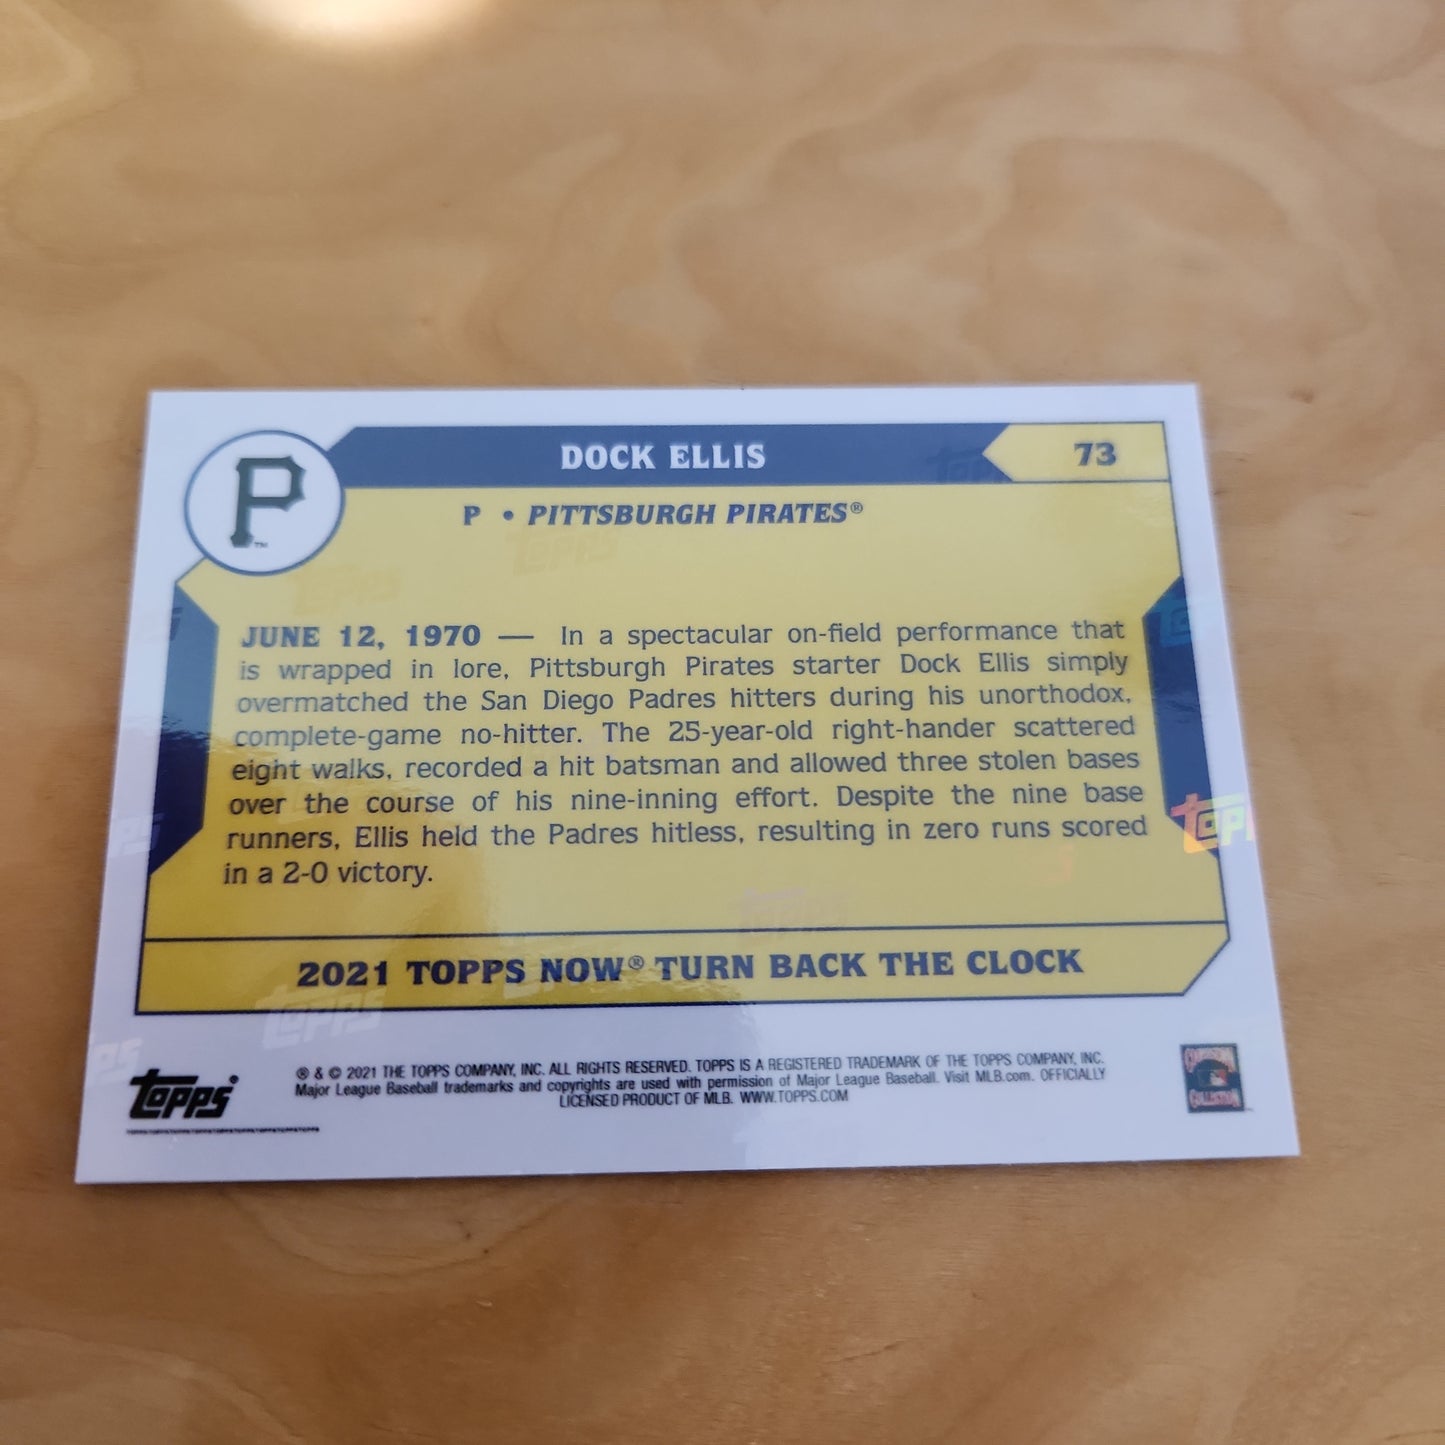 DOCK ELLIS
73
P
TM
P • PITTSBURGH PIRATES®
JUNE 12, 1970 — In a spectacular on-field performance that
is wrapped in lore, Pittsburgh Pirates starter Dock Ellis simply
overmatched the San Diego Padres hitters during his unorthodox,
complete-game no-hitter. The 25-year-old right-hander scattered
eight walks, recorded a hit batsman and allowed three stolen bases
over the course of his nine-inning effort. Despite the nine base
runners, Ellis held the Padres hitless, resulting in zero runs scored
in a 2-0 victory.
2021 TOPPS NOW® TURN BACK THE CLOCK
topps
® & © 2021 THE TOPPS COMPANY, INC. ALL RIGHTS RESERVED. TOPPS IS A REGISTERED TRADEMARK OF THE TOPPS COMPANY, INC.
Major League Baseball trademarks and copyrights are used with permission of Major League Baseball. Visit MLB.com. OFFICIALLY
LICENSED PRODUCT OF MLB. WWW.TOPPS.COM